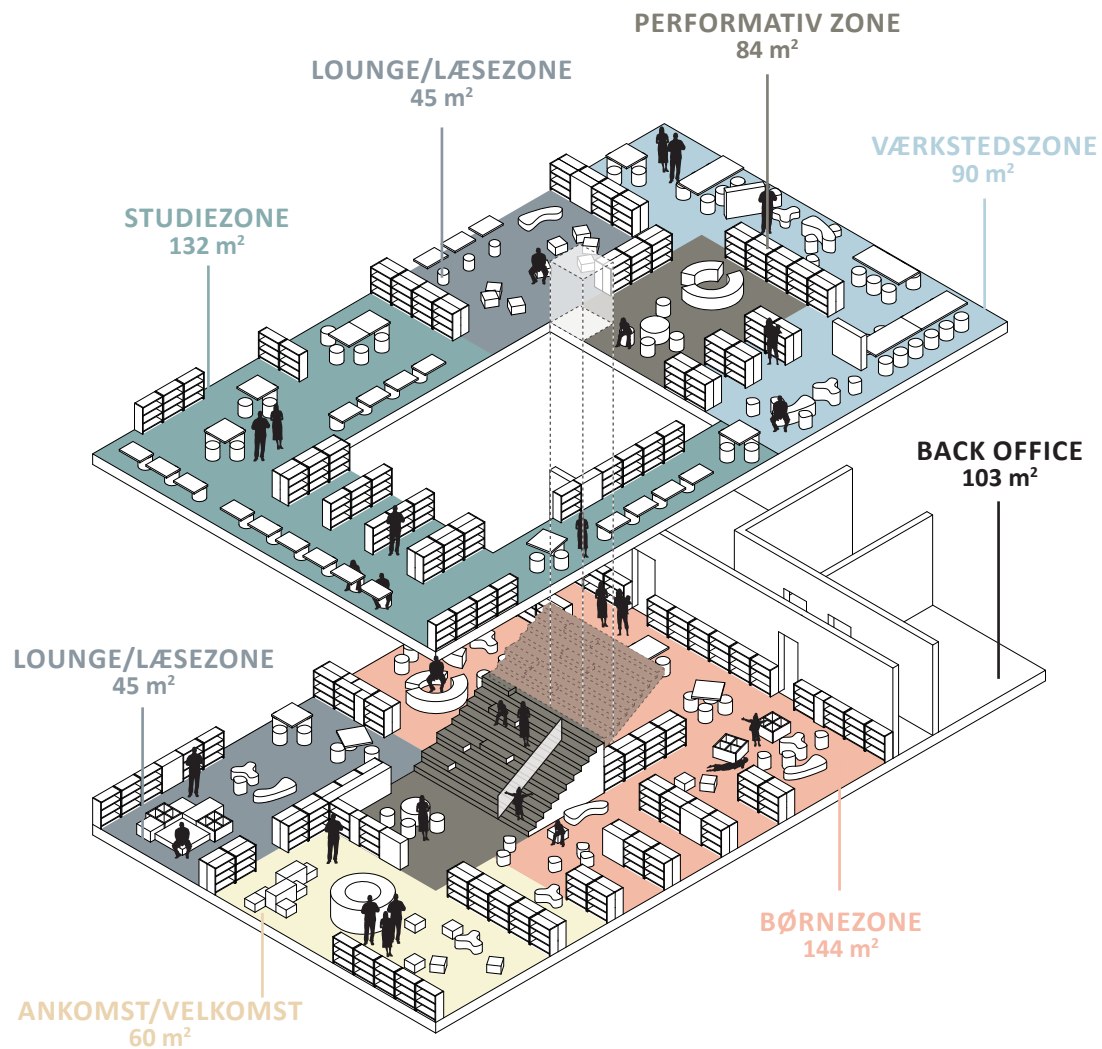 PERFORMATIV ZONE
84 m²
LOUNGE/LÆSEZONE
45 m²
VÆRKSTEDSZONE
90 m²
STUDIEZONE
132 m²
BACK OFFICE
103 m²
LOUNGE/LÆSEZONE
45 m²
BØRNEZONE
144 m²
ANKOMST/VELKOMST
60 m²